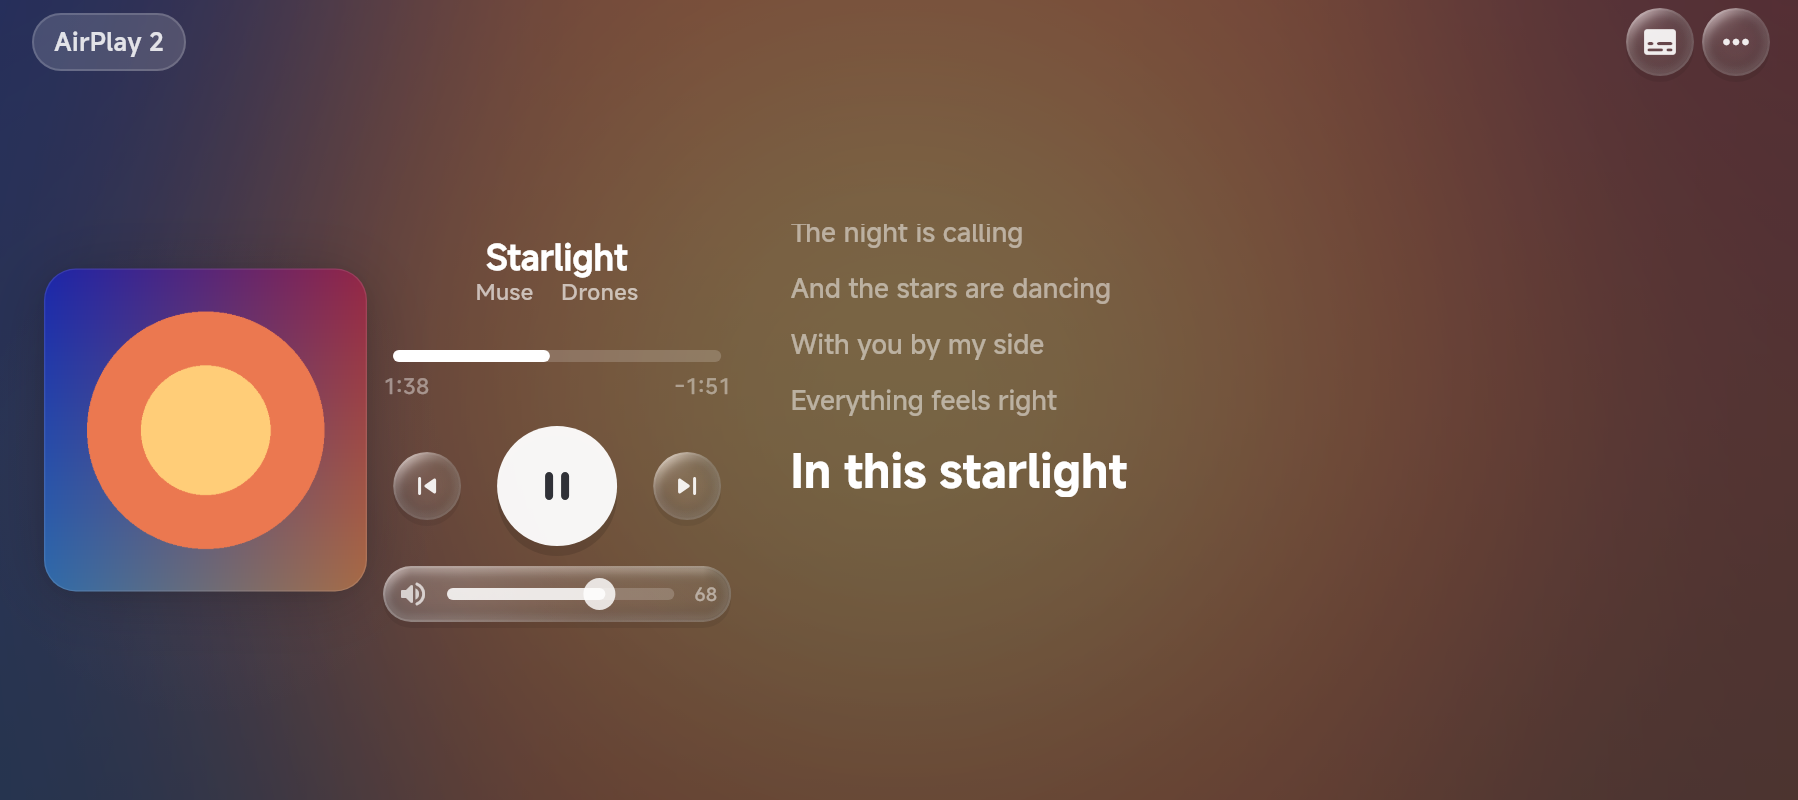 AirPlay 2
Starlight
Muse Drones
1:38
-1:51
68
The night is calling
And the stars are dancing
With you by my side
Everything feels right
In this starlight